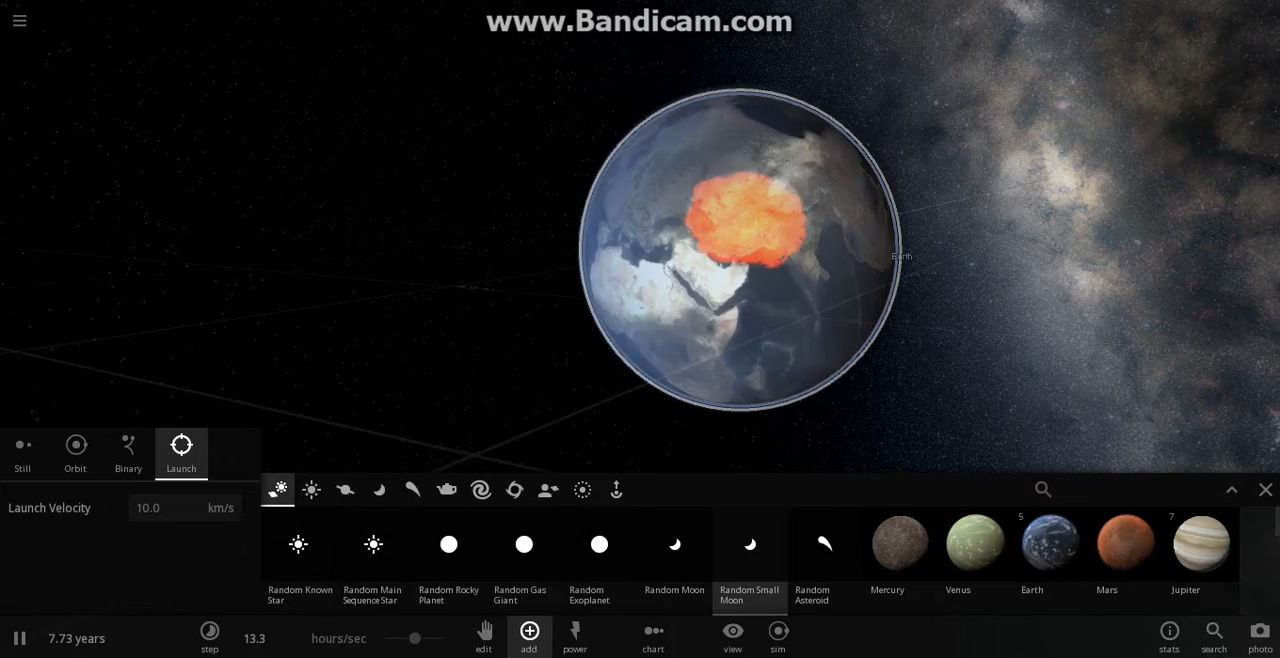 www.Bandicam.com
Earth
Still
Orbit
Binary
Launch
Launch Velocity
10.0
km/s
Random Known
Star
Random Main
Sequence Star
Random Rocky
Planet
Random Gas
Giant
Random
Exoplanet
Random Moon
Random Small
Moon
Random
Asteroid
Mercury
Venus
5
Earth
Mars
7
Jupiter
7.73 years
step
13.3
hours/sec
edit
add
power
chart
view
sim
stats
search
photo